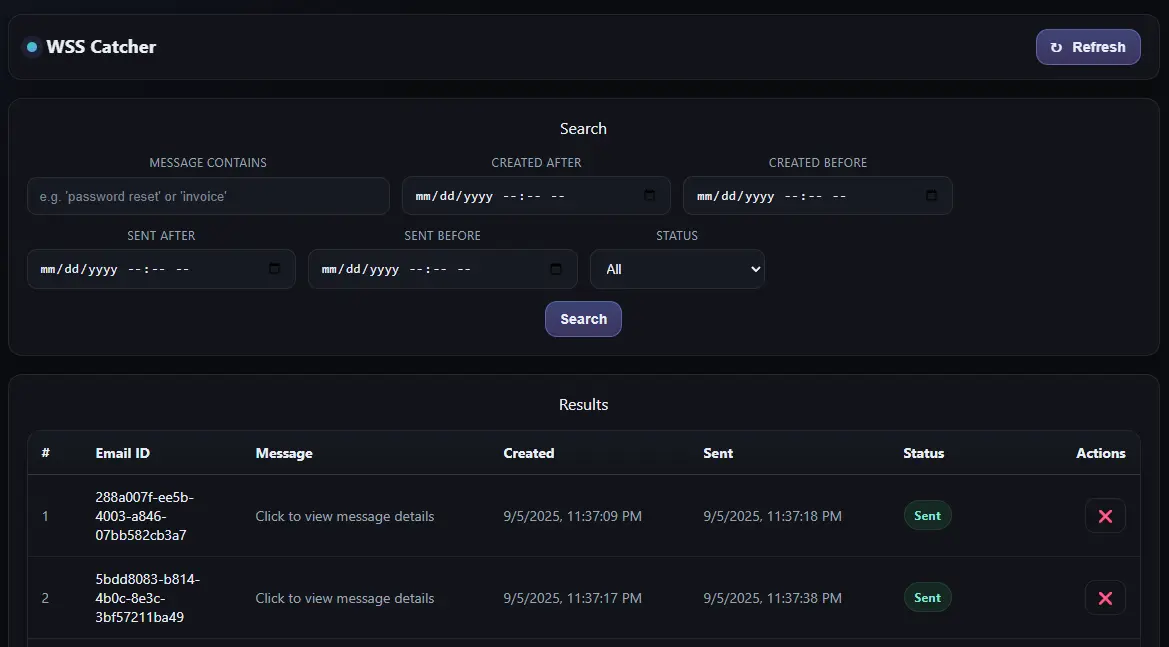 WSS Catcher
↻ Refresh
Search
MESSAGE CONTAINS
CREATED AFTER
CREATED BEFORE
e.g. 'password reset' or 'invoice'
mm/dd/yyyy --:-- --
mm/dd/yyyy --:-- --
SENT AFTER
SENT BEFORE
STATUS
mm/dd/yyyy --:-- --
mm/dd/yyyy --:-- --
All
Search
Results
# Email ID Message Created Sent Status Actions
1
288a007f-ee5b-
4003-a846-
07bb582cb3a7
Click to view message details
9/5/2025, 11:37:09 PM
9/5/2025, 11:37:18 PM
Sent
2
5bdd8083-b814-
4b0c-8e3c-
3bf57211ba49
Click to view message details
9/5/2025, 11:37:17 PM
9/5/2025, 11:37:38 PM
Sent